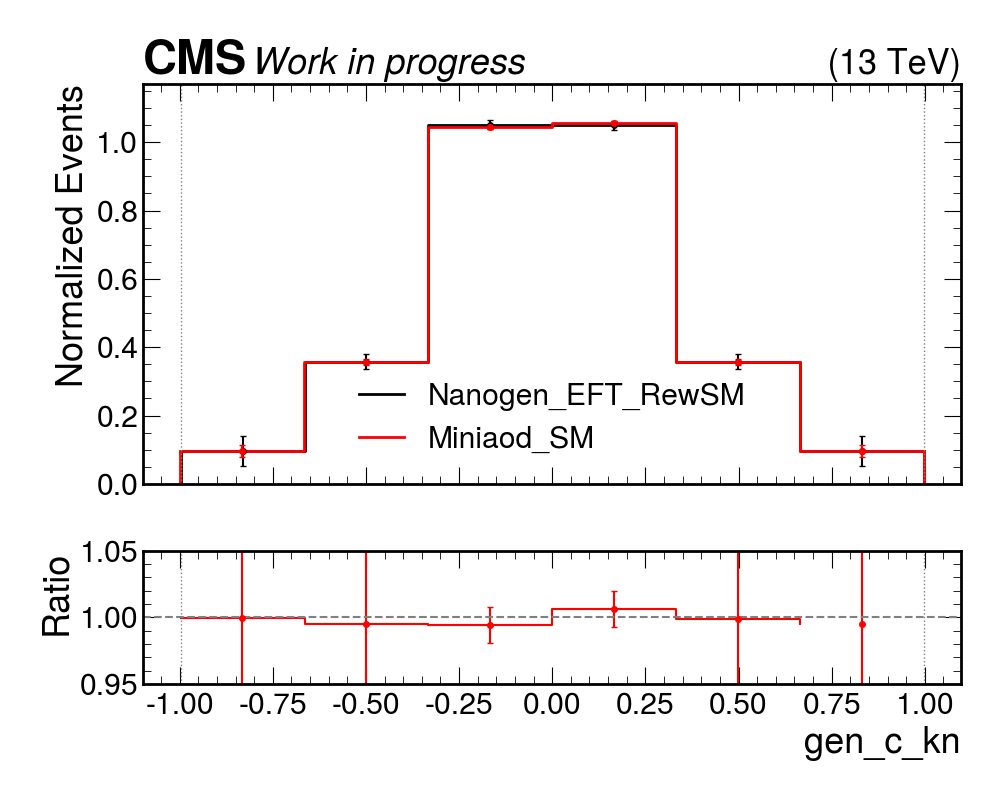 CMS Work in progress (13 TeV)
Normalized Events
1.0
0.8
0.6
0.4
0.2
0.0
Nanogen_EFT_RewSM
Miniaod_SM
Ratio
1.05
1.00
0.95
-1.00 -0.75 -0.50 -0.25 0.00 0.25 0.50 0.75 1.00
gen_c_kn